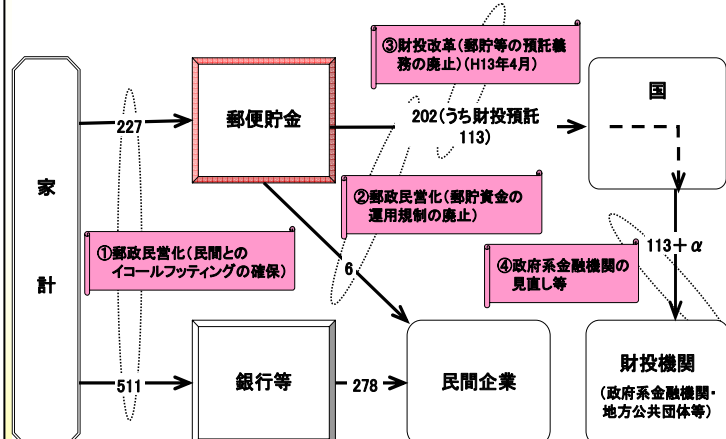 ③財投改革(郵貯等の預託義
務の廃止)(H13年4月)
国
郵便貯金
227
202(うち財投預託
113)
家
計
②郵政民営化(郵貯資金の
運用規制の廃止)
①郵政民営化(民間との
イコールフッティングの確保)
6
④政府系金融機関の
見直し等
113+α
511
銀行等
278
民間企業
財投機関
(政府系金融機関・
地方公共団体等)